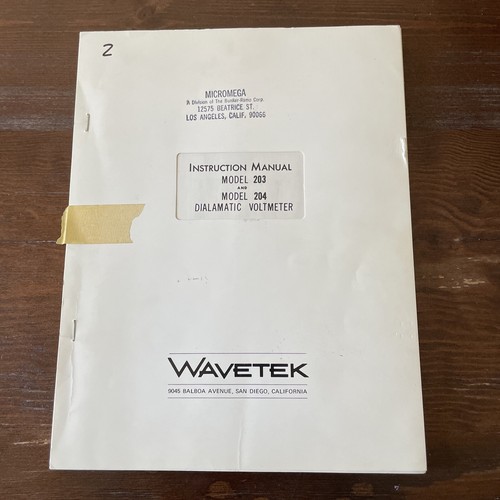 2
MICROMEGA
A Division of The Bunker-Ramo Corp.
12575 BEATRICE ST.
LOS ANGELES, CALIF. 90066
INSTRUCTION MANUAL
MODEL 203
AND
MODEL 204
DIALAMATIC VOLTMETER
WAVETEK
9045 BALBOA AVENUE, SAN DIEGO, CALIFORNIA